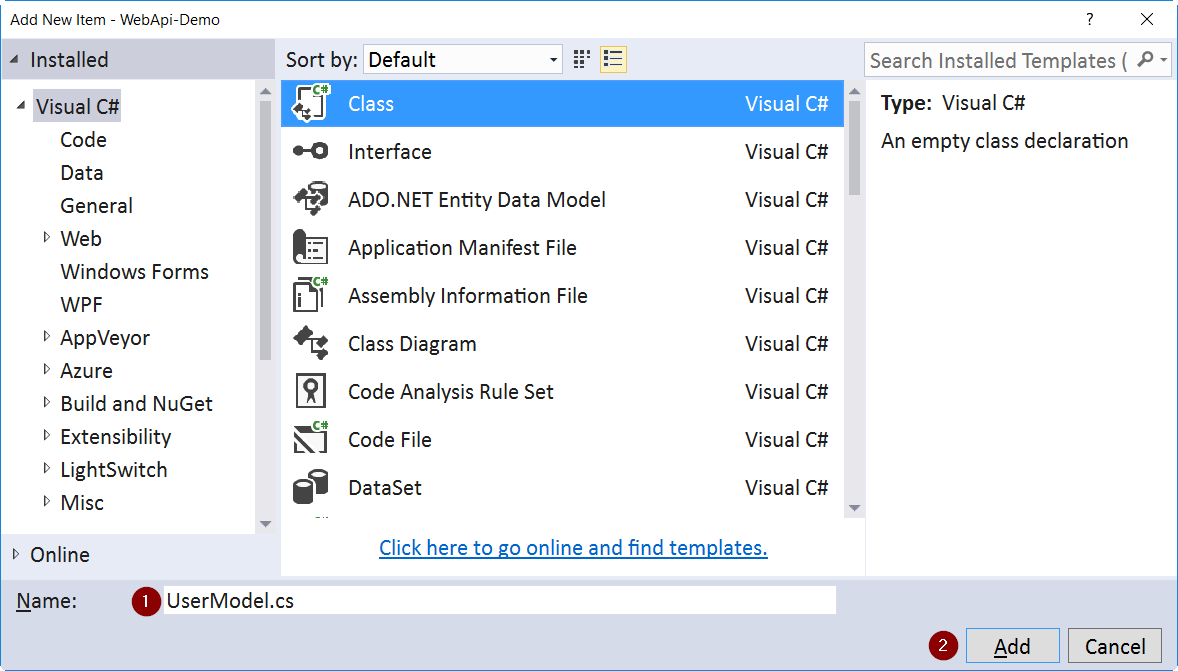 Add New Item - WebApi-Demo
?
Installed
Sort by: Default
Search Installed Templates (
Visual C#
Code
Data
General
Web
Windows Forms
WPF
AppVeyor
Azure
Build and NuGet
Extensibility
LightSwitch
Misc
Online
C# Class Visual C#
Interface Visual C#
ADO.NET Entity Data Model Visual C#
Application Manifest File Visual C#
C# Assembly Information File Visual C#
Class Diagram Visual C#
Code Analysis Rule Set Visual C#
C# Code File Visual C#
DataSet Visual C#
Click here to go online and find templates.
Type: Visual C#
An empty class declaration
Name: 1 UserModel.cs
2 Add Cancel